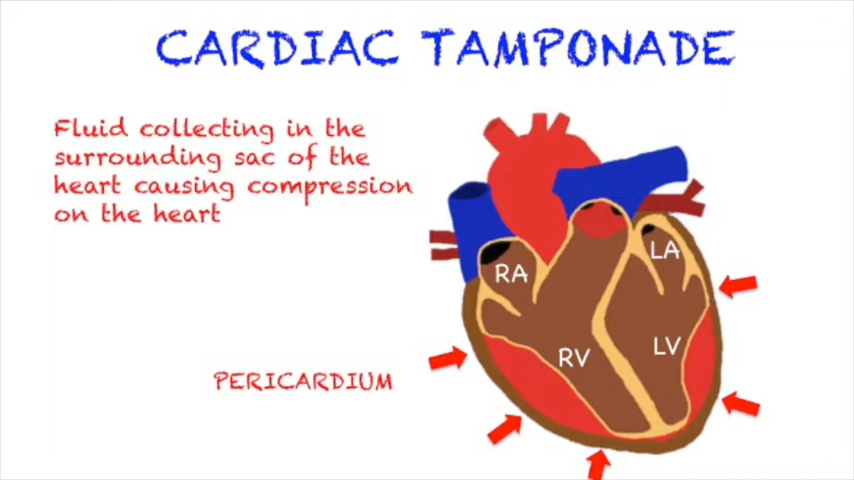 CARDIAC TAMPONADE
Fluid collecting in the
surrounding sac of the
heart causing compression
on the heart
RA
LA
RV
LV
PERICARDIUM